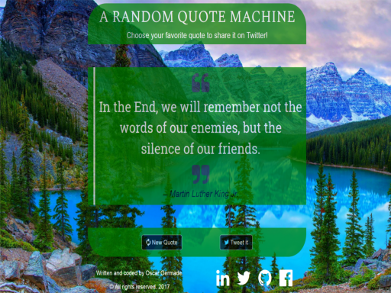 A RANDOM QUOTE MACHINE
Choose your favorite quote to share it on Twitter!
In the End, we will remember not the
words of our enemies, but the
silence of our friends.
– Martin Luther King Jr.
New Quote
Tweet it
Written and coded by Oscar
© All rights reserved. 2017